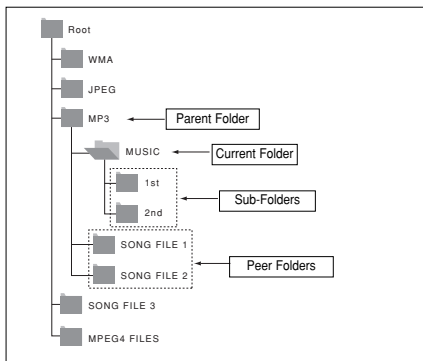 Root
WMA
JPEG
MP3
Parent Folder
MUSIC
Current Folder
1st
Sub-Folders
2nd
SONG FILE 1
Peer Folders
SONG FILE 2
SONG FILE 3
MPEG4 FILES